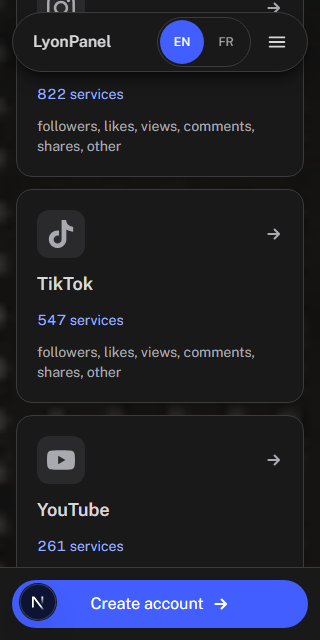 LyonPanel
EN
FR
822 services
followers, likes, views, comments,
shares, other
TikTok
547 services
followers, likes, views, comments,
shares, other
YouTube
261 services
N
Create account